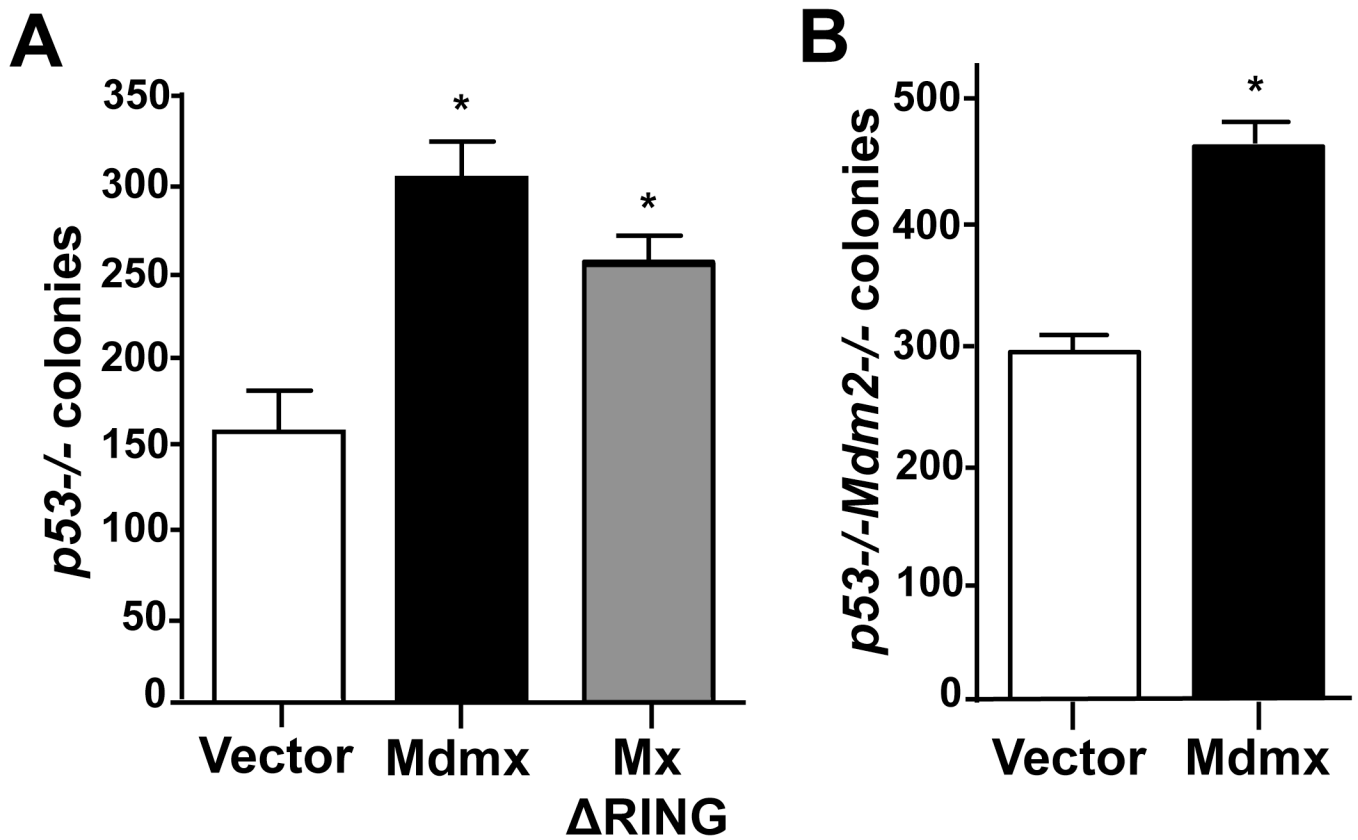 A
p53-/- colonies
350
300
250
200
150
100
50
0
*
*
Vector
Mdmx
Mx
ΔRING
B
p53-/-Mdm2-/- colonies
500
400
300
200
100
0
*
Vector
Mdmx